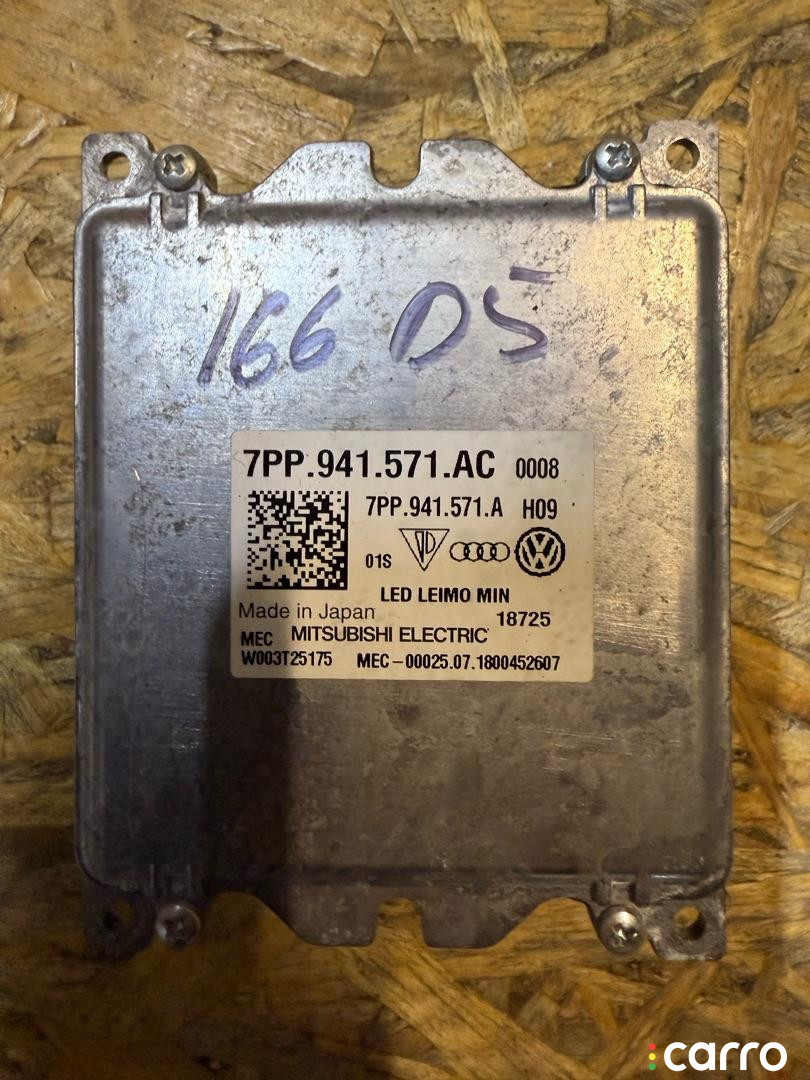 166 D5
7PP.941.571.AC 0008
7PP.941.571.A H09
01S
LED LEIMO MIN
Made in Japan 18725
MEC MITSUBISHI ELECTRIC
W003T25175 MEC-00025.07.1800452607
carro